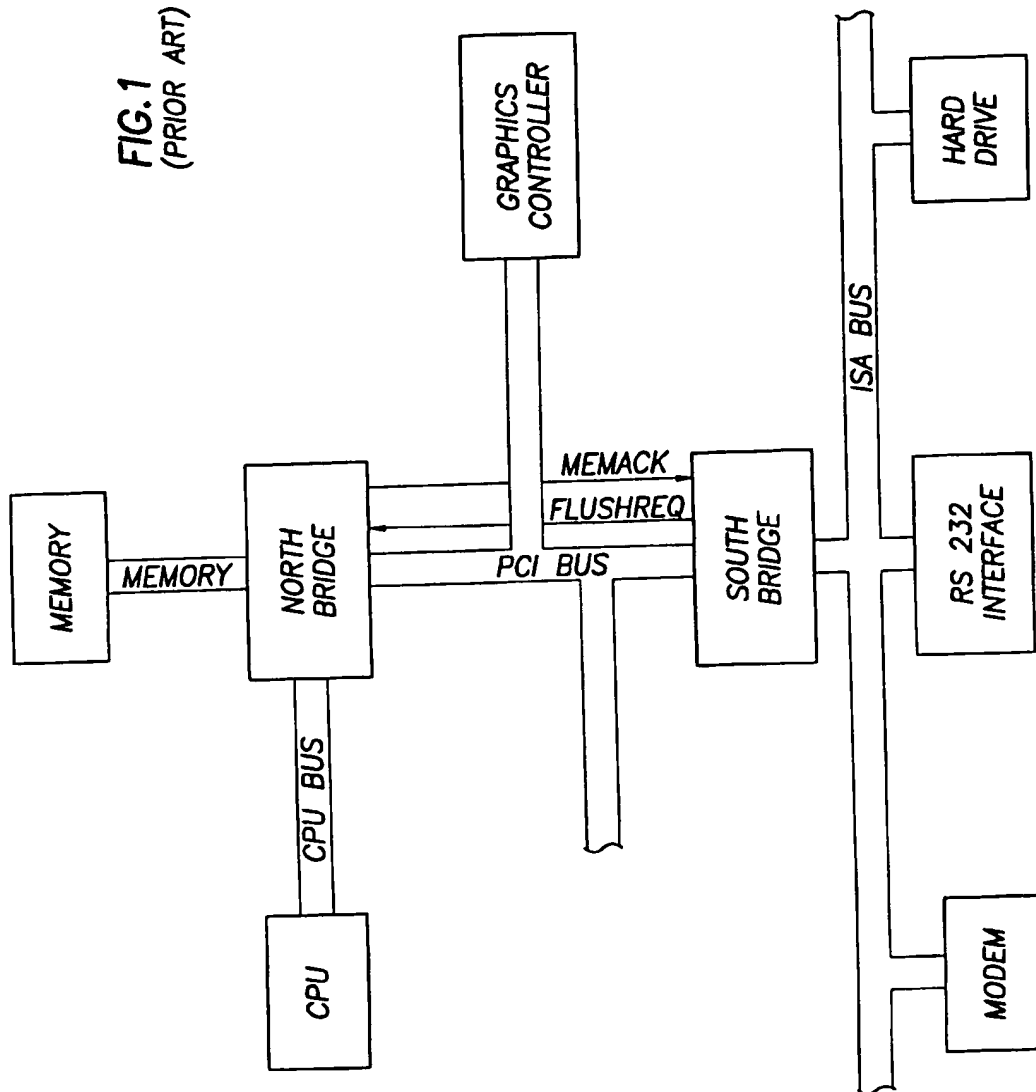 FIG.1
(PRIOR ART)
MEMORY
MEMORY
CPU
CPU BUS
NORTH
BRIDGE
GRAPHICS
CONTROLLER
PCI BUS
FLUSHREQ
MEMACK
SOUTH
BRIDGE
ISA BUS
MODEM
RS 232
INTERFACE
HARD
DRIVE